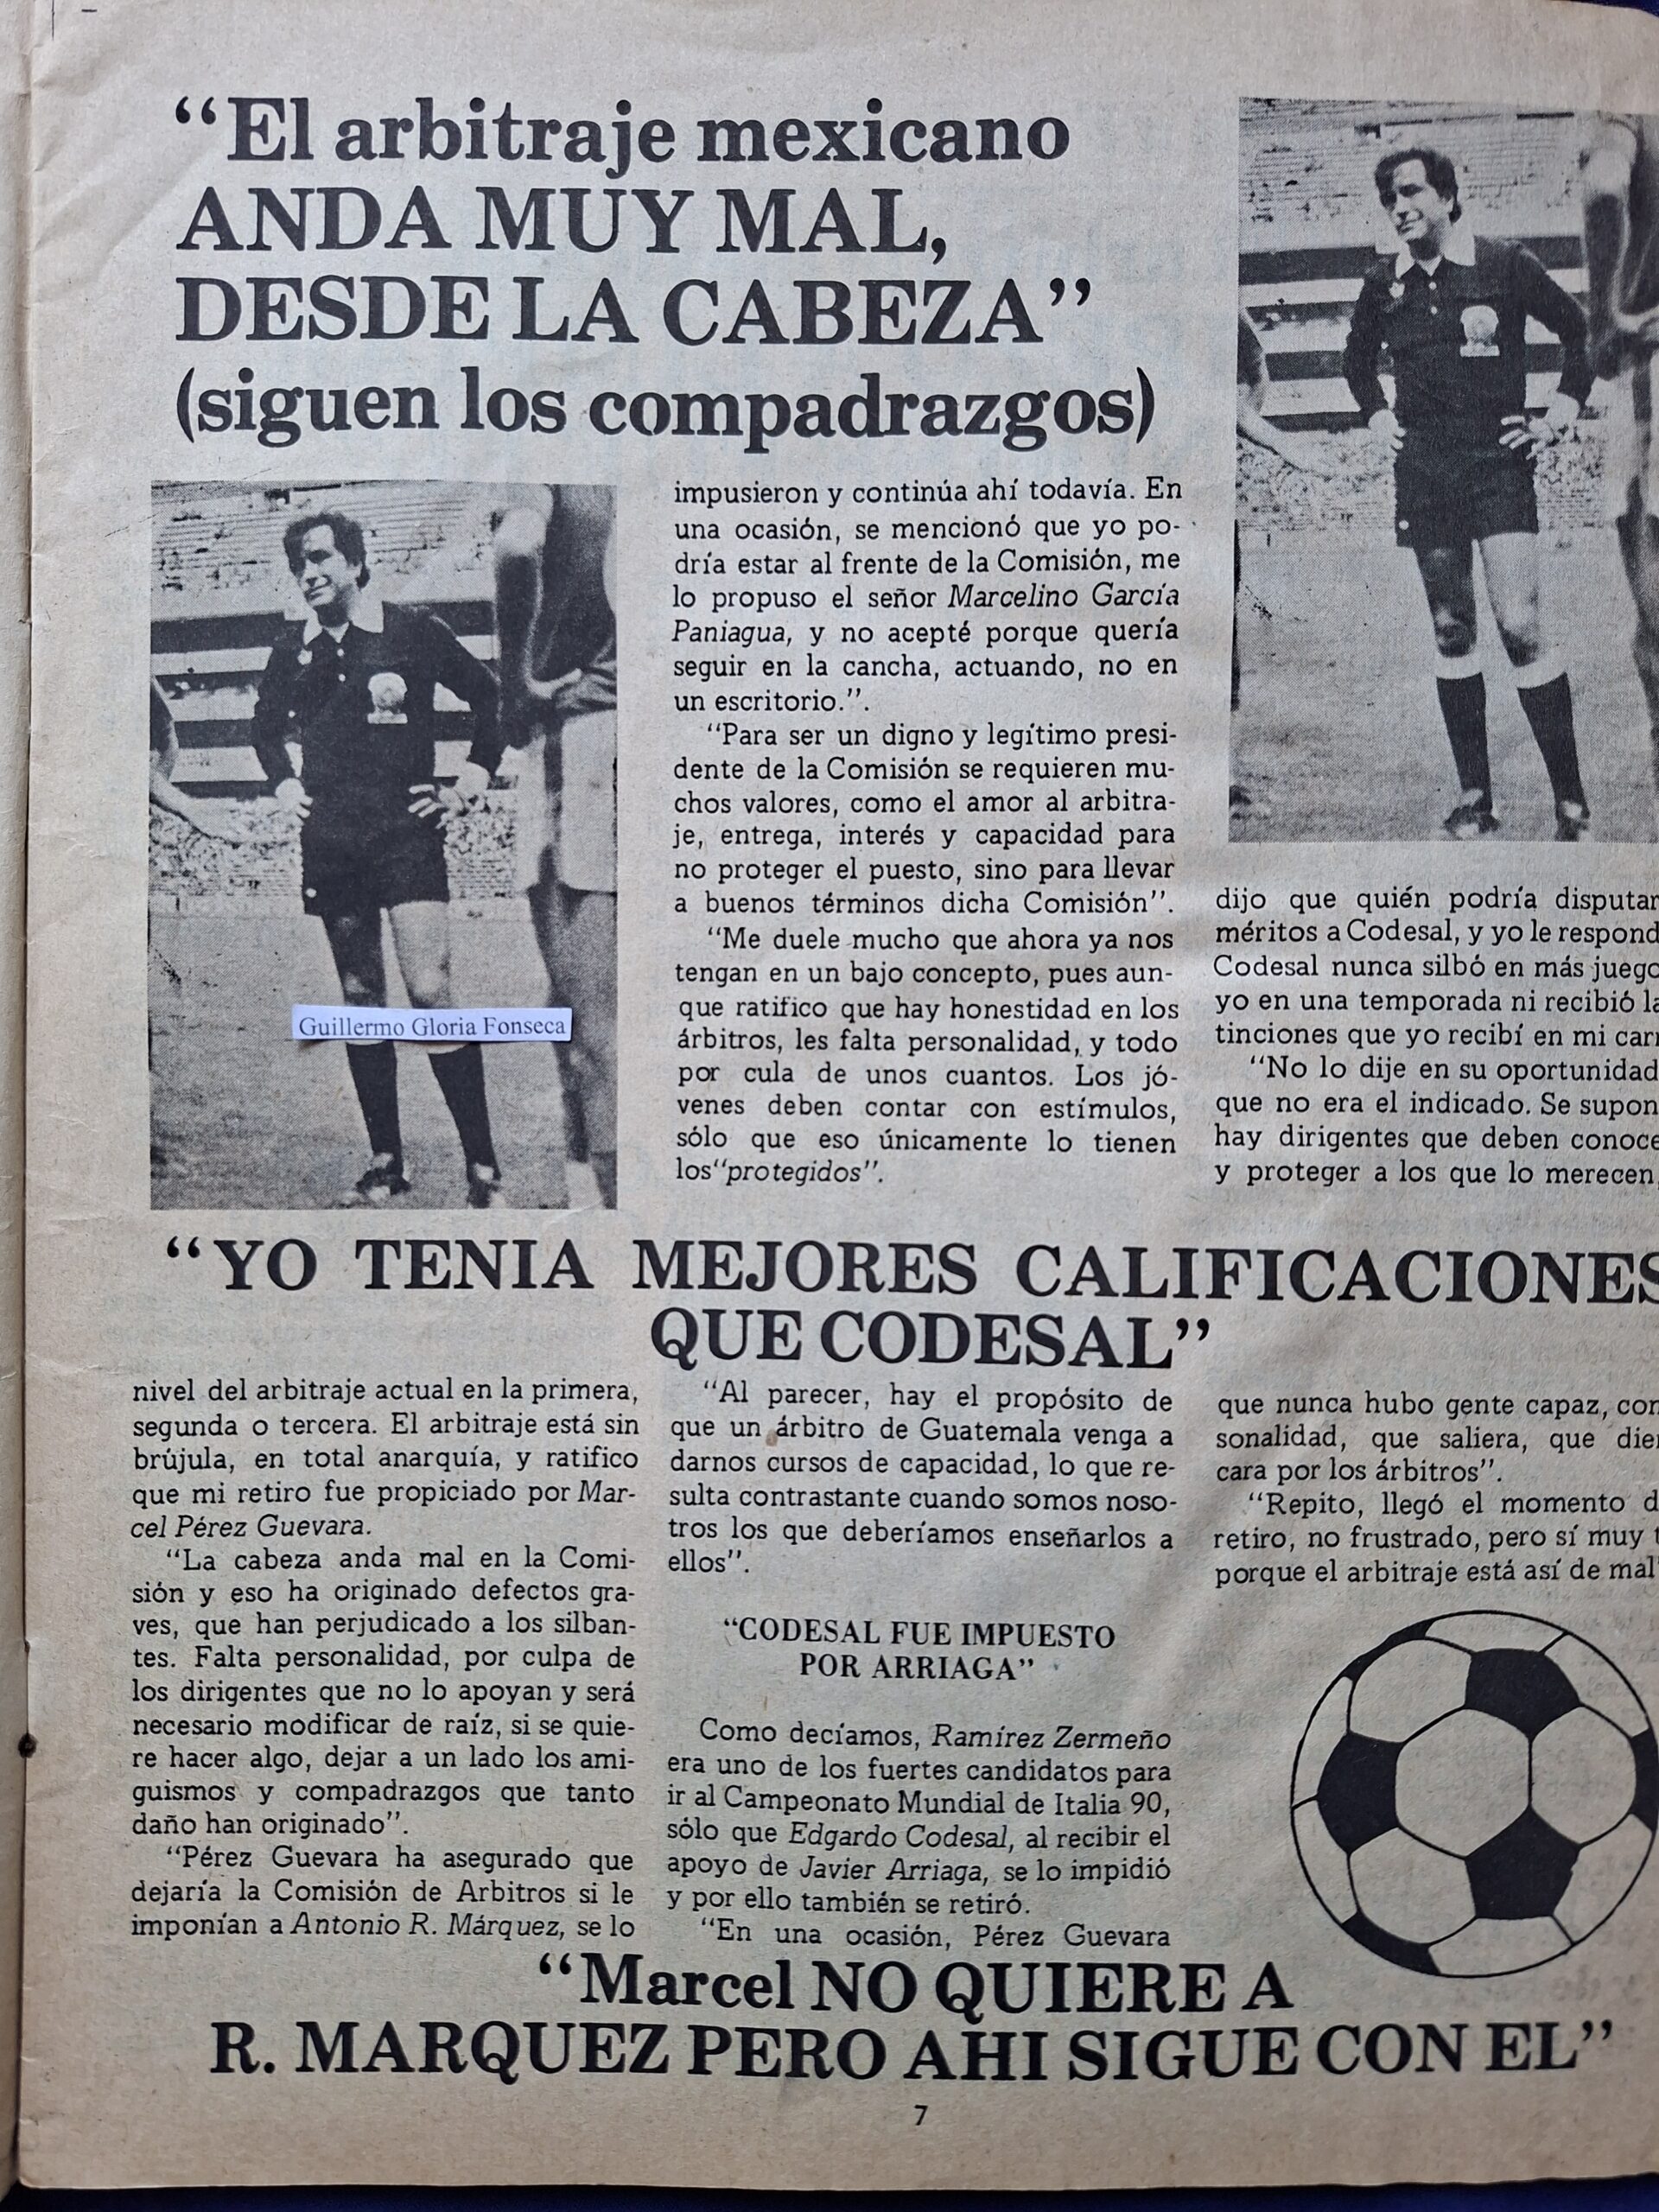 “El arbitraje mexicano
ANDA MUY MAL,
DESDE LA CABEZA”
(siguen los compadrazgos)
Guillermo Gloria Fonseca
impusieron y continúa ahí todavía. En
una ocasión, se mencionó que yo po-
dría estar al frente de la Comisión, me
lo propuso el señor Marcelino García
Paniagua, y no acepté porque quería
seguir en la cancha, actuando, no en
un escritorio.”.
“Para ser un digno y legítimo presi-
dente de la Comisión se requieren mu-
chos valores, como el amor al arbitra-
je, entrega, interés y capacidad para
no proteger el puesto, sino para llevar
a buenos términos dicha Comisión”.
“Me duele mucho que ahora ya nos
tengan en un bajo concepto, pues aun-
que ratifico que hay honestidad en los
árbitros, les falta personalidad, y todo
por cula de unos cuantos. Los jó-
venes deben contar con estímulos,
sólo que eso únicamente lo tienen
los“protegidos”.
dijo que quién podría disputar
méritos a Codesal, y yo le respond
Codesal nunca silbó en más juego
yo en una temporada ni recibió la
tinciones que yo recibí en mi carr
“No lo dije en su oportunidad
que no era el indicado. Se supon
hay dirigentes que deben conoce
y proteger a los que lo merecen,
“YO TENIA MEJORES CALIFICACIONES
QUE CODESAL”
nivel del arbitraje actual en la primera,
segunda o tercera. El arbitraje está sin
brújula, en total anarquía, y ratifico
que mi retiro fue propiciado por Mar-
cel Pérez Guevara.
“La cabeza anda mal en la Comi-
sión y eso ha originado defectos gra-
ves, que han perjudicado a los silban-
tes. Falta personalidad, por culpa de
los dirigentes que no lo apoyan y será
necesario modificar de raíz, si se quie-
re hacer algo, dejar a un lado los ami-
guismos y compadrazgos que tanto
daño han originado”.
“Pérez Guevara ha asegurado que
dejaría la Comisión de Arbitros si le
imponían a Antonio R. Márquez, se lo
“Al parecer, hay el propósito de
que un árbitro de Guatemala venga a
darnos cursos de capacidad, lo que re-
sulta contrastante cuando somos noso-
tros los que deberíamos enseñarlos a
ellos”.
“CODESAL FUE IMPUESTO
POR ARRIAGA”
Como decíamos, Ramírez Zermeño
era uno de los fuertes candidatos para
ir al Campeonato Mundial de Italia 90,
sólo que Edgardo Codesal, al recibir el
apoyo de Javier Arriaga, se lo impidió
y por ello también se retiró.
“En una ocasión, Pérez Guevara
que nunca hubo gente capaz, con
sonalidad, que saliera, que dier
cara por los árbitros”.
“Repito, llegó el momento d
retiro, no frustrado, pero sí muy t
porque el arbitraje está así de mal”
“Marcel NO QUIERE A
R. MARQUEZ PERO AHI SIGUE CON EL”
7